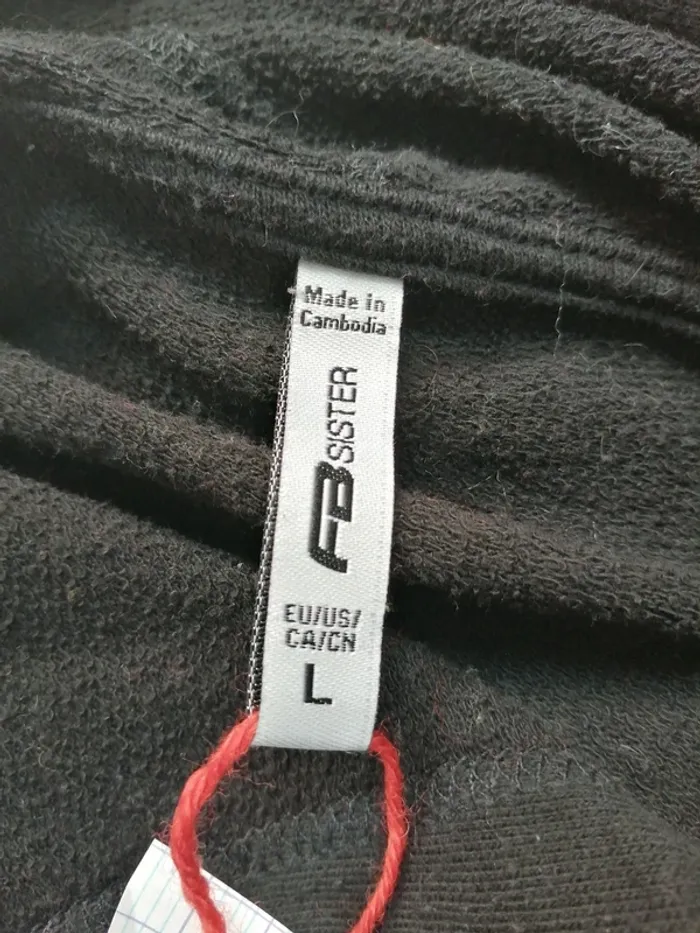 Made in
Cambodia
FB SISTER
EU/US/
CA/CN
L